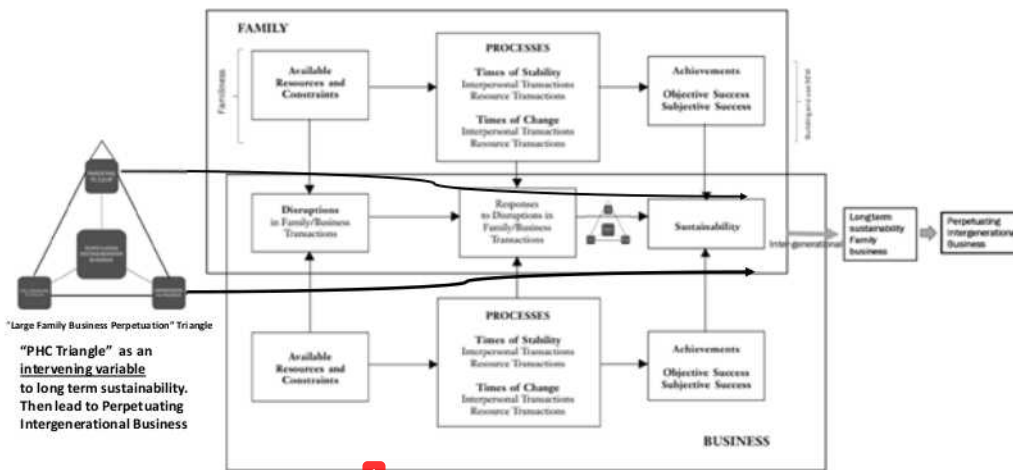 FAMILY
Familiness
Available
Resources and
Constraints
PROCESSES
Times of Stability
Interpersonal Transactions
Resource Transactions
Times of Change
Interpersonal Transactions
Resource Transactions
Achievements
Objective Success
Subjective Success
Disruptions
in Family/Business
Transactions
Responses
to Disruptions in
Family/Business
Transactions
Sustainability
Intergenerational
Longterm
sustainability
Family
business
Perpetuating
Intergenerational
Business
"Large Family Business Perpetuation" Triangle
"PHC Triangle" as an
intervening variable
to long term sustainability.
Then lead to Perpetuating
Intergenerational Business
Available
Resources and
Constraints
PROCESSES
Times of Stability
Interpersonal Transactions
Resource Transactions
Times of Change
Interpersonal Transactions
Resource Transactions
Achievements
Objective Success
Subjective Success
BUSINESS